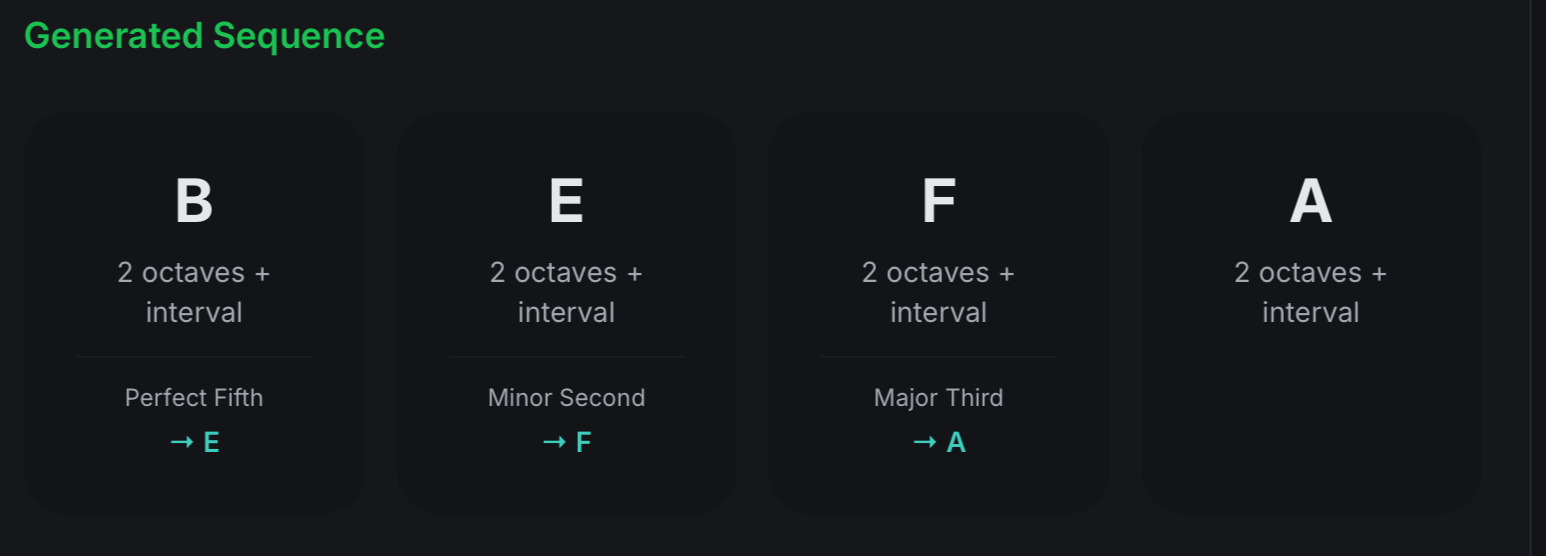 Generated Sequence
B
2 octaves +
interval
Perfect Fifth
→ E
E
2 octaves +
interval
Minor Second
→ F
F
2 octaves +
interval
Major Third
→ A
A
2 octaves +
interval